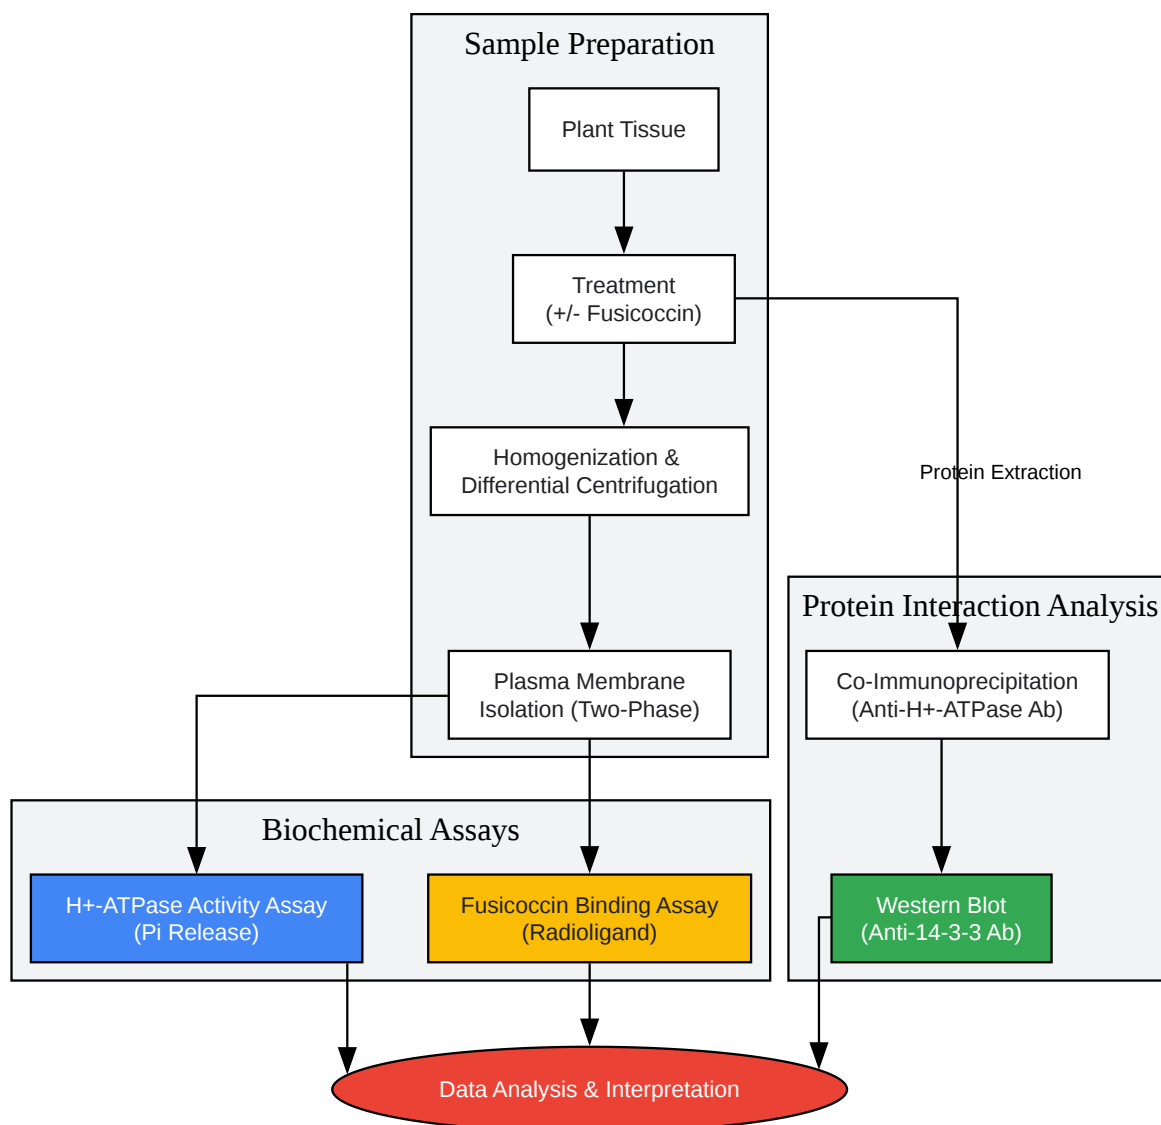 Sample Preparation
Plant Tissue
Treatment
(+/- Fusicoccin)
Homogenization &
Differential Centrifugation
Protein Extraction
Plasma Membrane
Isolation (Two-Phase)
Protein Interaction Analysis
Co-Immunoprecipitation
(Anti-H+-ATPase Ab)
Biochemical Assays
H+-ATPase Activity Assay
(Pi Release)
Fusicoccin Binding Assay
(Radioligand)
Western Blot
(Anti-14-3-3 Ab)
Data Analysis & Interpretation